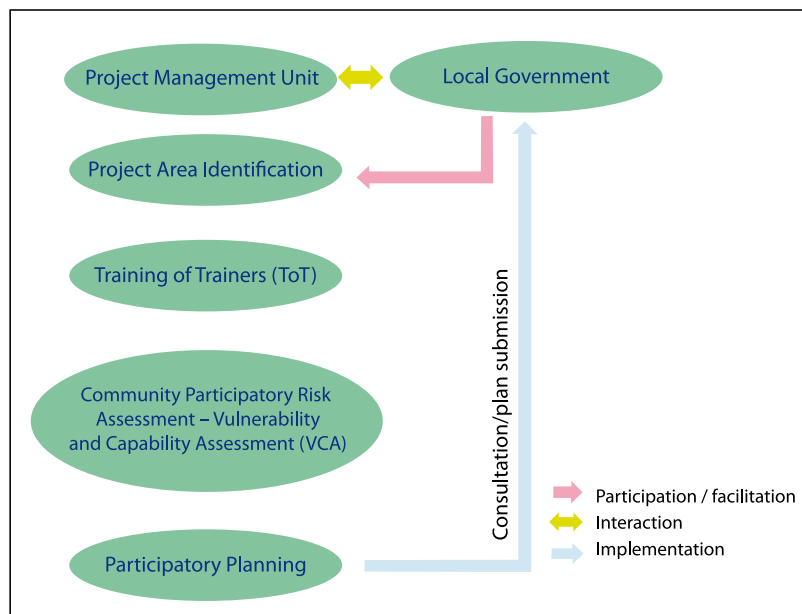 Project Management Unit
Local Government
Project Area Identification
Training of Trainers (ToT)
Community Participatory Risk
Assessment – Vulnerability
and Capability Assessment (VCA)
Consultation/plan submission
Participatory Planning
Participation / facilitation
Interaction
Implementation